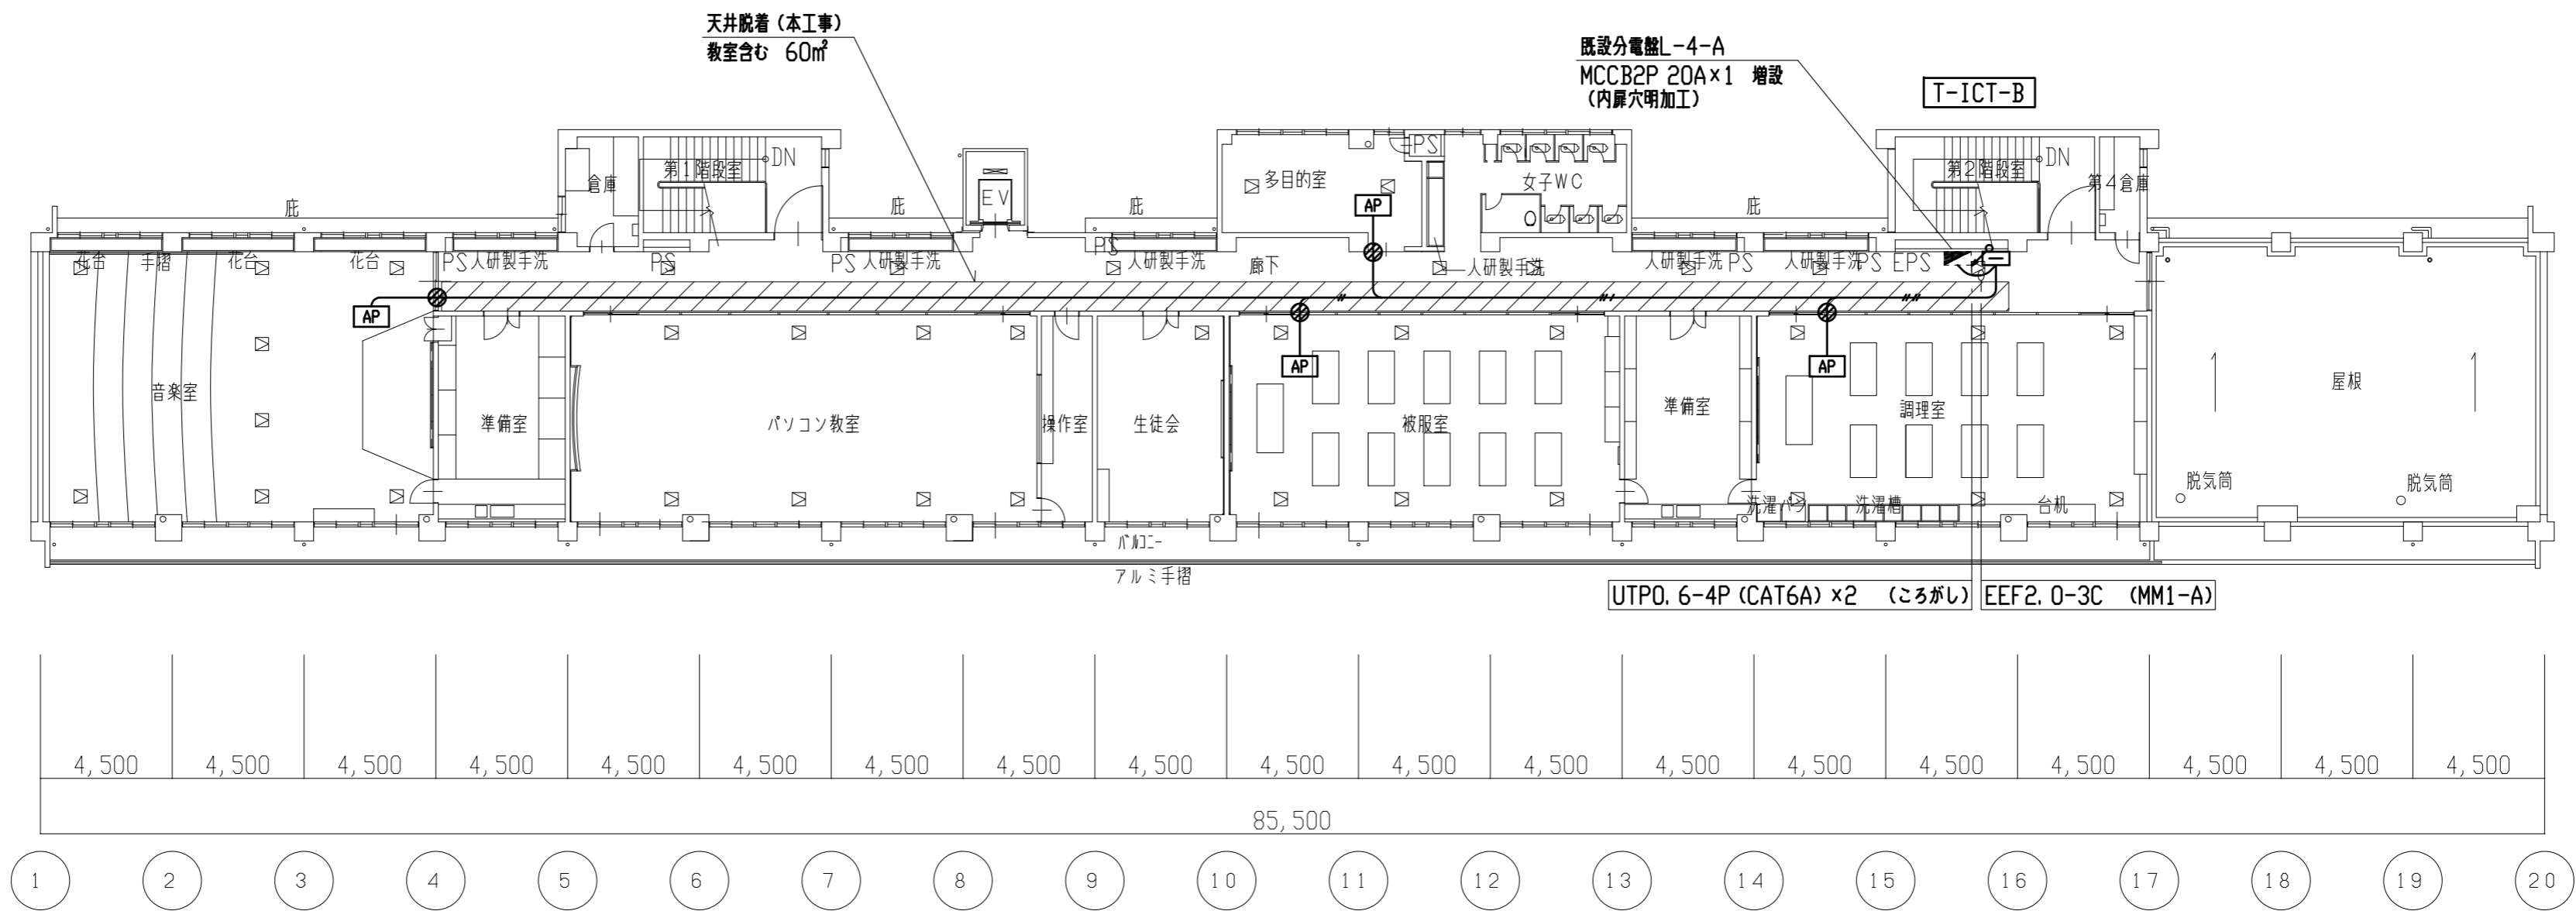 天井脱着(本工事)
教室含む 60㎡
既設分電盤L-4-A
MCCB2P 20A×1 増設
(内扉穴明加工)
T-ICT-B
倉庫
第1階段室
DN
EV
多目的室
PS
女子WC
第2階段室
DN
第4倉庫
庇
庇
庇
庇
AP
花台
手摺
花台
花台
PS
人研製手洗
PS
PS
人研製手洗
PS
人研製手洗
廊下
人研製手洗
人研製手洗
PS
人研製手洗
PS
EPS
AP
AP
AP
音楽室
準備室
パソコン教室
操作室
生徒会
被服室
準備室
調理室
屋根
洗濯パン
洗濯槽
台机
脱気筒
脱気筒
バルコニー
アルミ手摺
UTP0.6-4P(CAT6A)×2 (ころがし)
EEF2.0-3C (MM1-A)
4,500 4,500 4,500 4,500 4,500 4,500 4,500 4,500 4,500 4,500 4,500 4,500 4,500 4,500 4,500 4,500 4,500 4,500 4,500
85,500
1 2 3 4 5 6 7 8 9 10 11 12 13 14 15 16 17 18 19 20